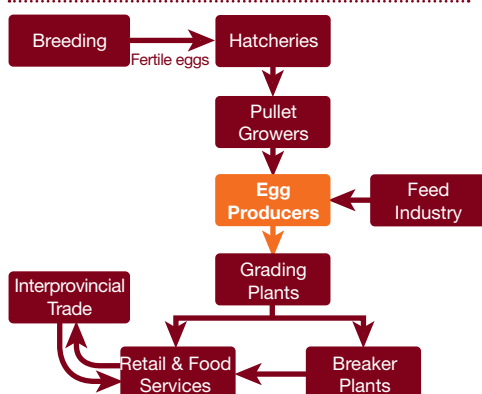 Breeding
Fertile eggs
Hatcheries
Pullet
Growers
Egg
Producers
Feed
Industry
Grading
Plants
Interprovincial
Trade
Retail & Food
Services
Breaker
Plants